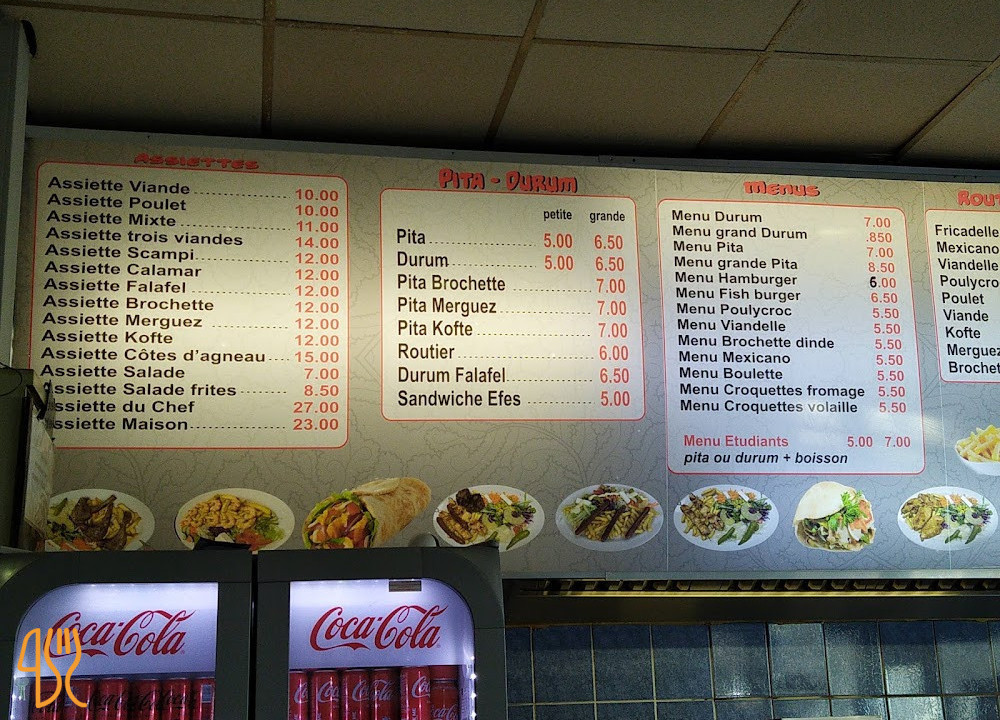 ASSIETTES
Assiette Viande 10.00
Assiette Poulet 10.00
Assiette Mixte 11.00
Assiette trois viandes 14.00
Assiette Scampi 12.00
Assiette Calamar 12.00
Assiette Falafel 12.00
Assiette Brochette 12.00
Assiette Merguez 12.00
Assiette Kofte 12.00
Assiette Côtes d'agneau 15.00
Assiette Salade 7.00
ssiette Salade frites 8.50
ssiette du Chef 27.00
ssiette Maison 23.00
PITA - DURUM
petite grande
Pita 5.00 6.50
Durum 5.00 6.50
Pita Brochette 7.00
Pita Merguez 7.00
Pita Kofte 7.00
Routier 6.00
Durum Falafel 6.50
Sandwiche Efes 5.00
MENUS
Menu Durum 7.00
Menu grand Durum .850
Menu Pita 7.00
Menu grande Pita 8.50
Menu Hamburger 6.00
Menu Fish burger 6.50
Menu Poulycroc 5.50
Menu Viandelle 5.50
Menu Brochette dinde 5.50
Menu Mexicano 5.50
Menu Boulette 5.50
Menu Croquettes fromage 5.50
Menu Croquettes volaille 5.50
Menu Etudiants 5.00 7.00
pita ou durum + boisson
ROU
Fricadelle
Mexicano
Viandelle
Poulycro
Poulet
Viande
Kofte
Merguez
Brochet
Coca-Cola
Coca-Cola